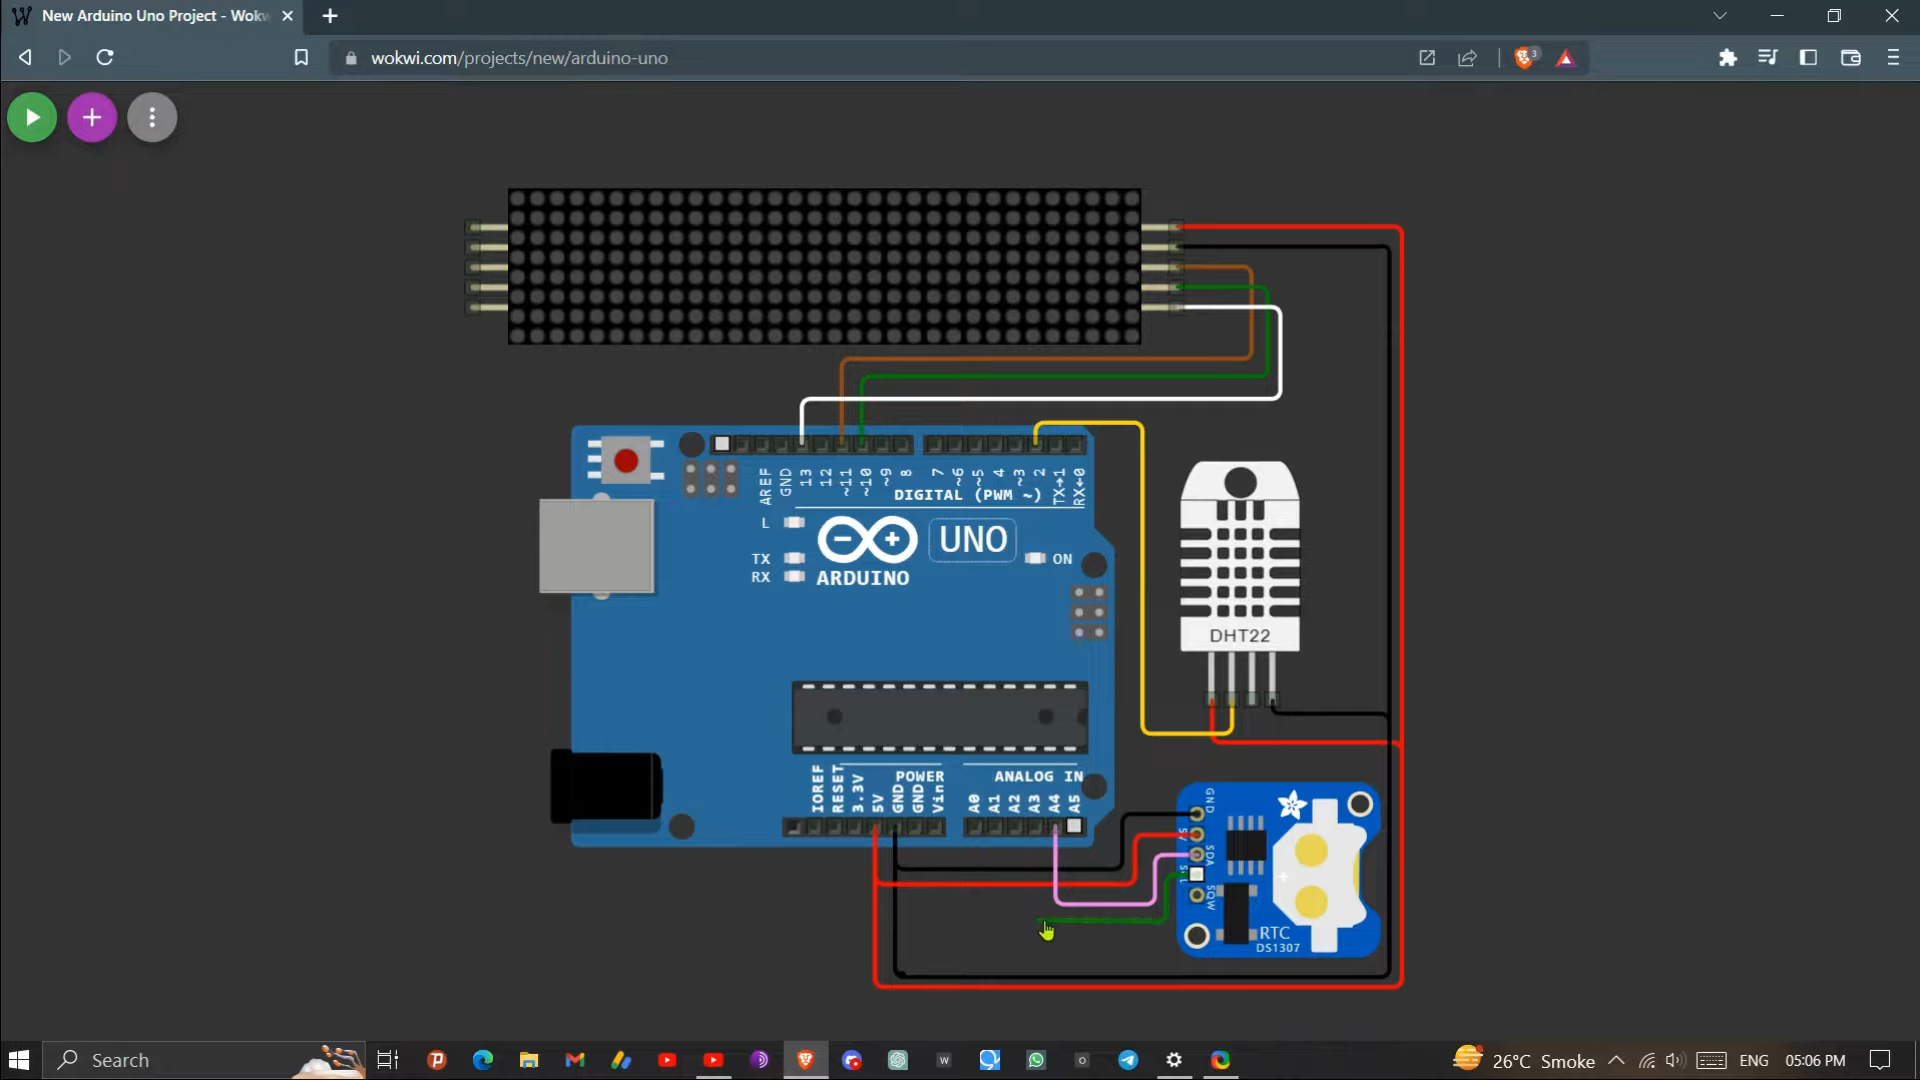 New Arduino Uno Project - Wokw
wokwi.com/projects/new/arduino-uno
3
AREF
GND
13
12
~11
~10
~9
8
7
~6
~5
4
~3
2
TX→1
RX←0
DIGITAL (PWM ~)
L
TX
RX
UNO
ON
ARDUINO
DHT22
IOREF
RESET
3.3V
5V
GND
GND
Vin
POWER
ANALOG IN
A0
A1
A2
A3
A4
A5
GND
5V
SDA
SQW
RTC
DS1307
Search
26°C Smoke
ENG
05:06 PM